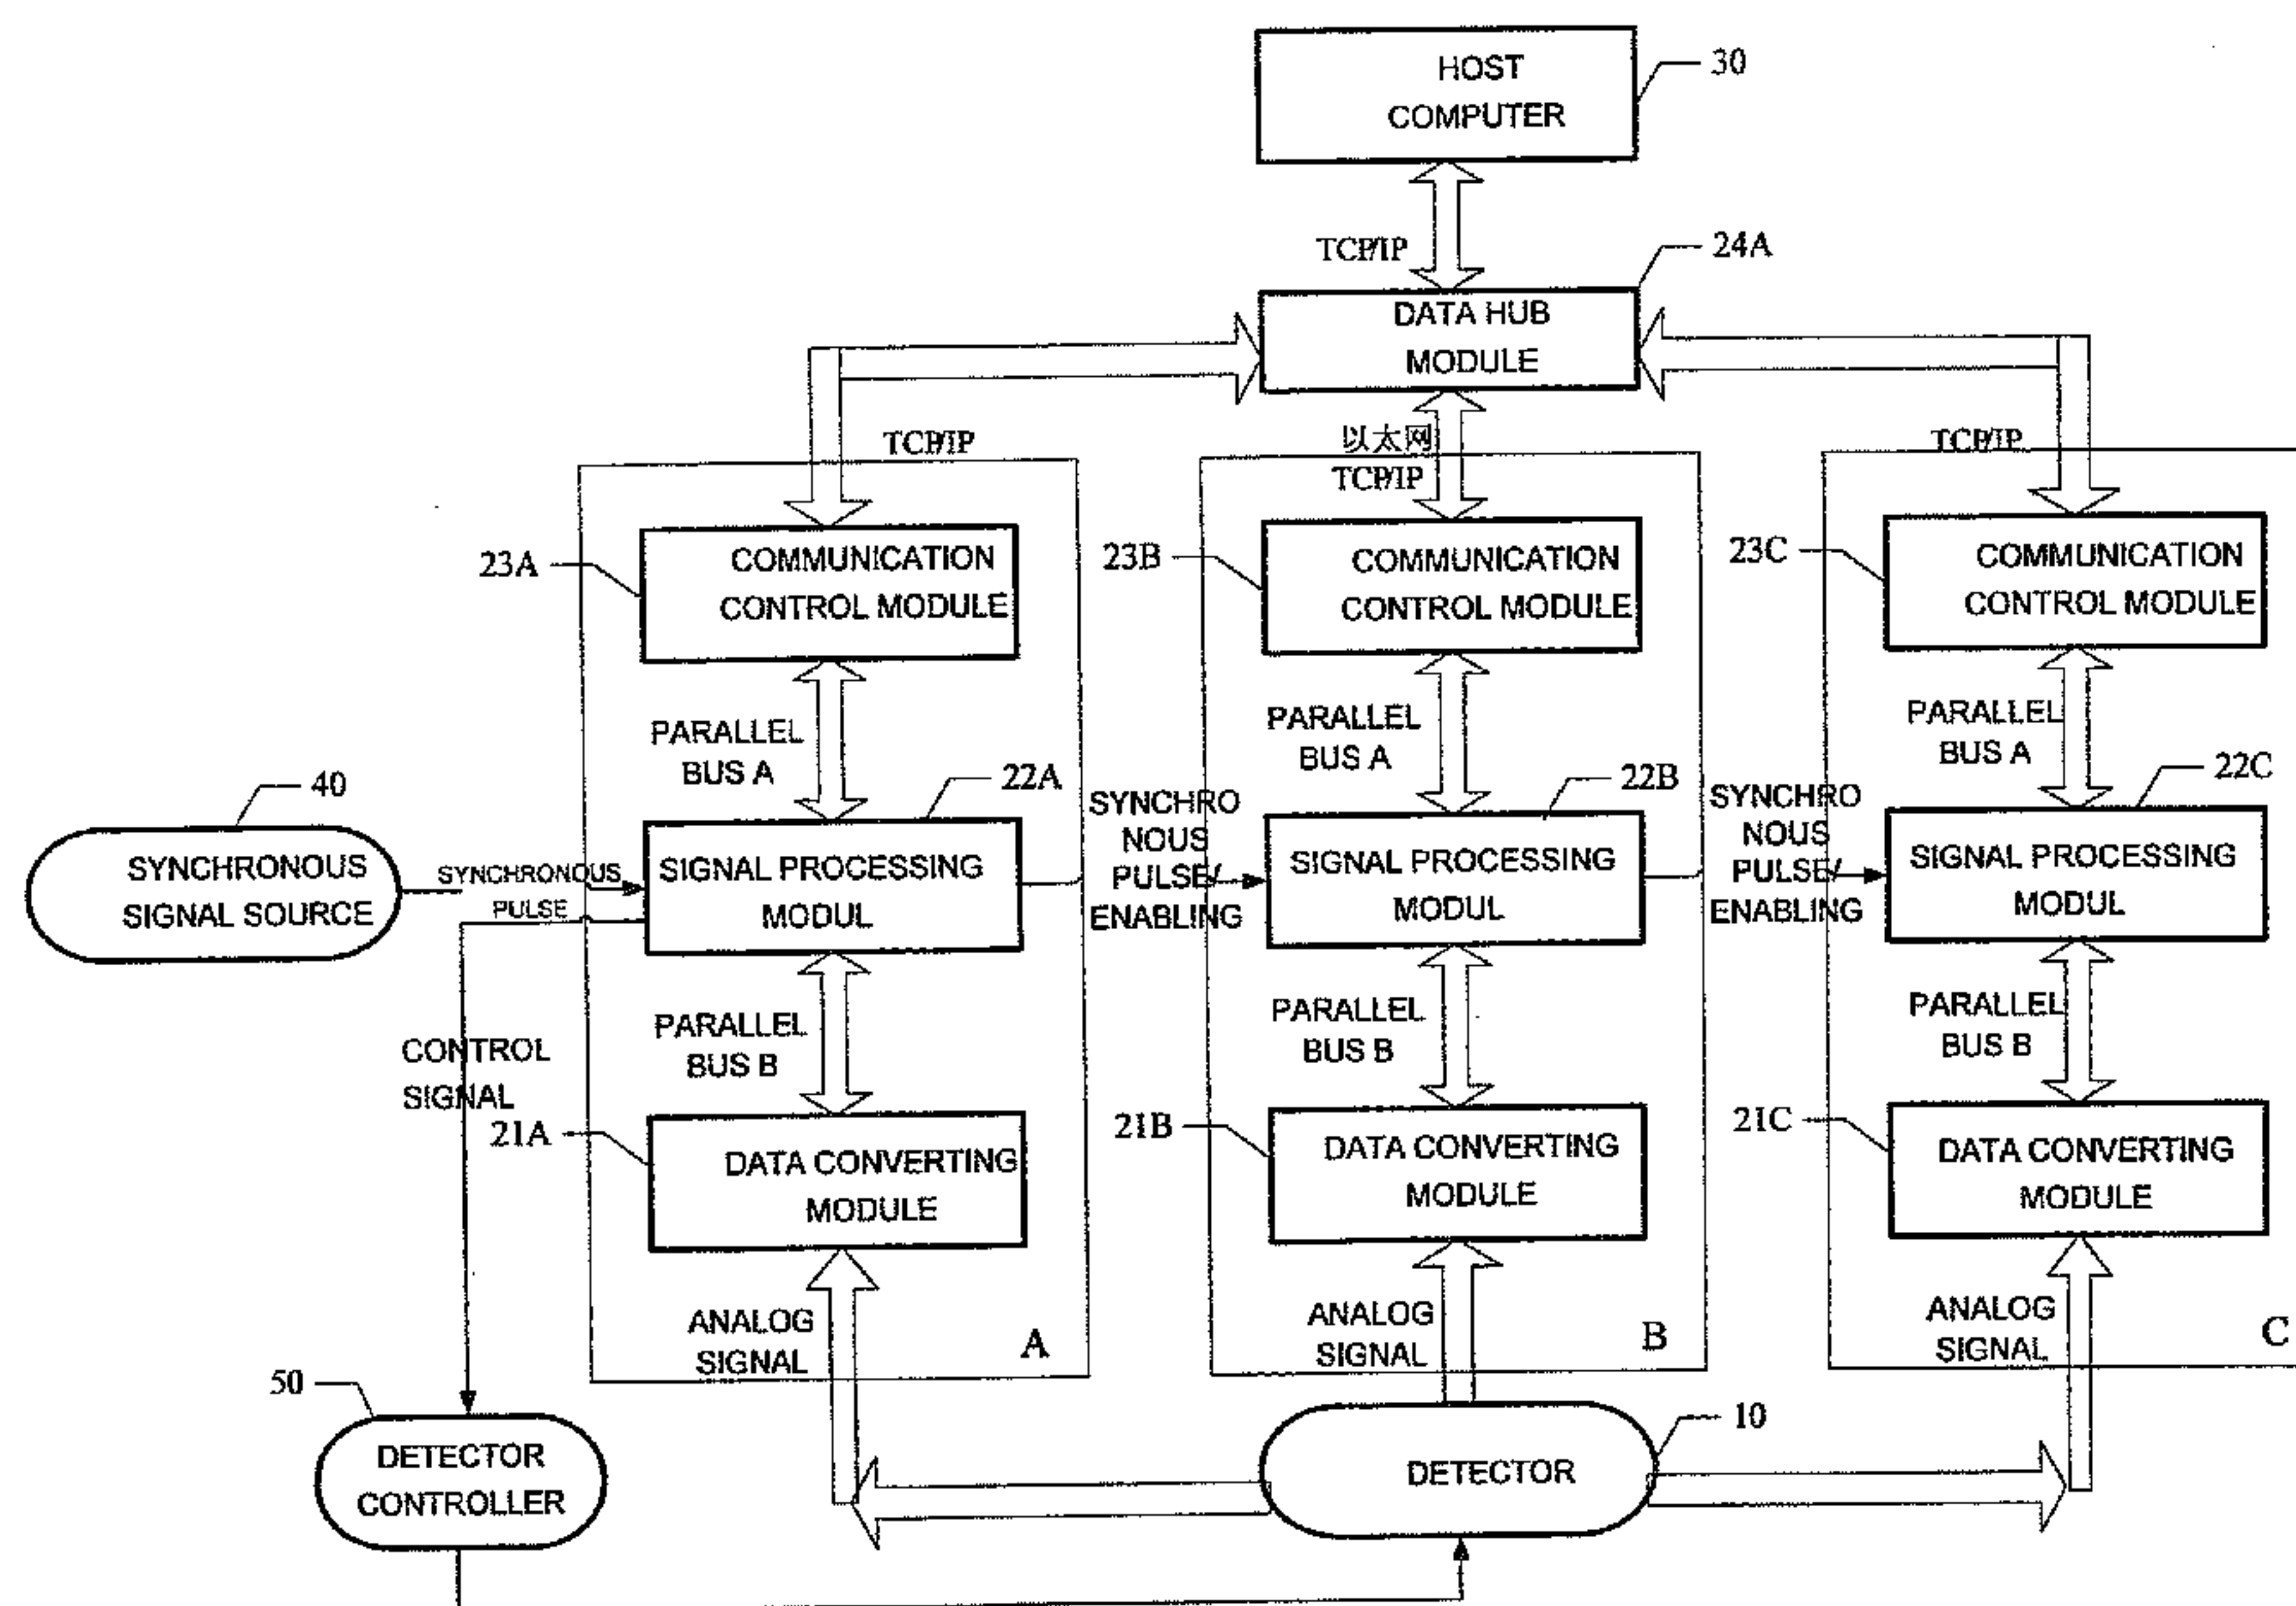 HOST
COMPUTER
30
TCP/IP
24A
DATA HUB
MODULE
TCP/IP
以太网
TCP/IP
TCP/IP
23A
COMMUNICATION
CONTROL MODULE
23B
COMMUNICATION
CONTROL MODULE
23C
COMMUNICATION
CONTROL MODULE
PARALLEL
BUS A
PARALLEL
BUS A
PARALLEL
BUS A
40
SYNCHRONOUS
SIGNAL SOURCE
SYNCHRONOUS
PULSE
22A
SIGNAL PROCESSING
MODUL
SYNCHRO
NOUS
PULSE/
ENABLING
22B
SIGNAL PROCESSING
MODUL
SYNCHRO
NOUS
PULSE/
ENABLING
22C
SIGNAL PROCESSING
MODUL
CONTROL
SIGNAL
PARALLEL
BUS B
PARALLEL
BUS B
PARALLEL
BUS B
21A
DATA CONVERTING
MODULE
21B
DATA CONVERTING
MODULE
21C
DATA CONVERTING
MODULE
ANALOG
SIGNAL
A
ANALOG
SIGNAL
B
ANALOG
SIGNAL
C
50
DETECTOR
CONTROLLER
10
DETECTOR